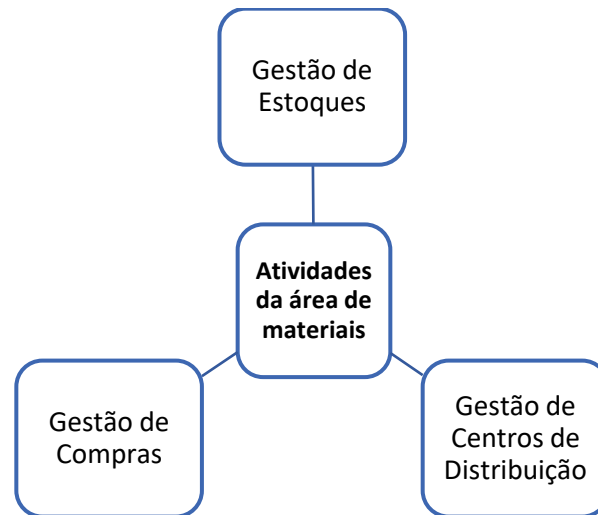 Gestão de
Estoques
Atividades
da área de
materiais
Gestão de
Compras
Gestão de
Centros de
Distribuição